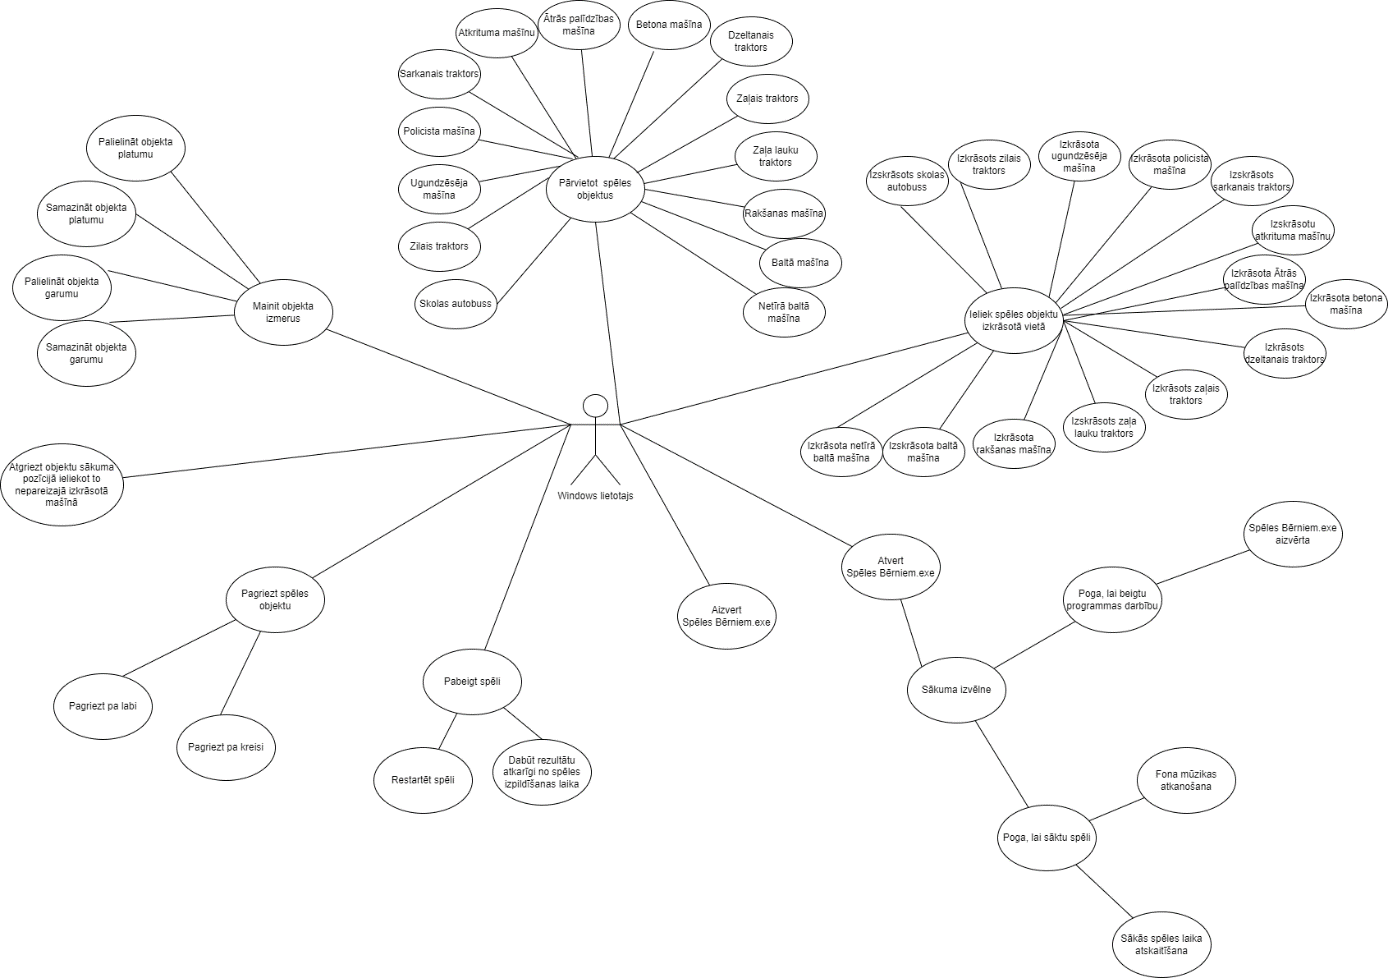 Atkrituma mašīnu
Ātrās palīdzības
mašīna
Betona mašīna
Dzeltanais
traktors
Sarkanais traktors
Zaļais traktors
Policista mašīna
Zaļa lauku
traktors
Ugundzēsēja
mašīna
Pārvietot spēles
objektus
Rakšanas mašīna
Zilais traktors
Baltā mašīna
Skolas autobuss
Netīrā baltā
mašīna
Palielināt objekta
platumu
Samazināt objekta
platumu
Palielināt objekta
garumu
Samazināt objekta
garumu
Mainit objekta
izmerus
Izskrāsots skolas
autobuss
Izkrāsots zilais
traktors
Izkrāsota
ugundzēsēja
mašīna
Izkrāsota policista
mašīna
Izskrāsots
sarkanais traktors
Izskrāsotu
atkrituma mašīnu
Izkrāsota Ātrās
palīdzības mašīna
Izkrāsota betona
mašīna
Ieliek spēles objektu
izkrāsotā vietā
Izkrāsots
dzeltanais traktors
Izkrāsots zaļais
traktors
Izskrāsots zaļa
lauku traktors
Izkrāsota
rakšanas mašīna
Izskrāsota baltā
mašīna
Izkrāsota netīrā
baltā mašīna
Windows lietotajs
Atgriezt objektu sākuma
pozīcijā ieliekot to
nepareizajā izkrāsotā
mašīnā
Pagriezt spēles
objektu
Pagriezt pa labi
Pagriezt pa kreisi
Pabeigt spēli
Restartēt spēli
Dabūt rezultātu
atkarīgi no spēles
izpildīšanas laika
Aizvert
Spēles Bērniem.exe
Atvert
Spēles Bērniem.exe
Sākuma izvēlne
Poga, lai beigtu
programmas darbību
Spēles Bērniem.exe
aizvērta
Poga, lai sāktu spēli
Fona mūzikas
atkanošana
Sākās spēles laika
atskaitīšana